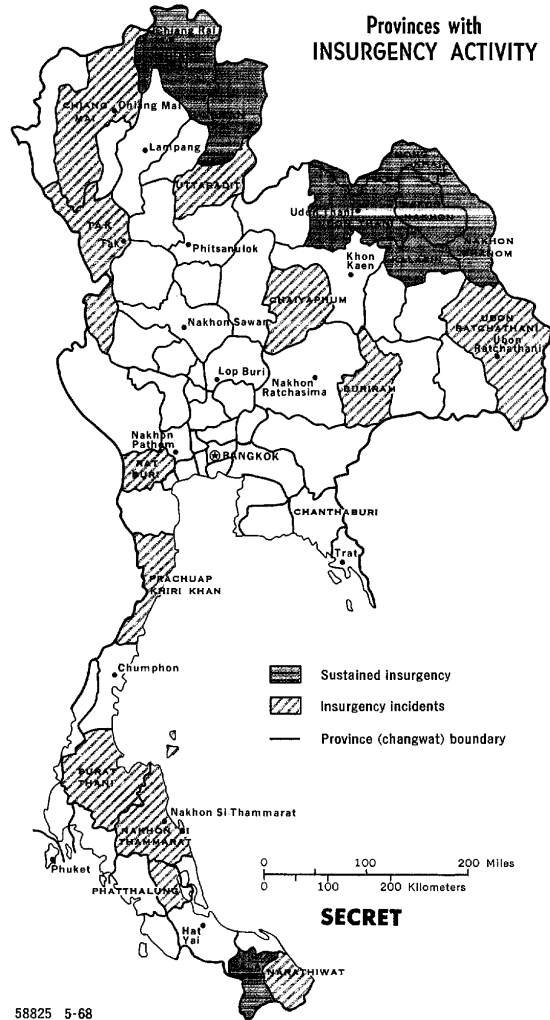 Provinces with
INSURGENCY ACTIVITY
Chiang Rai
CHIANG
MAI
Chiang Mai
Lampang
UTTARADIT
TAK
Tak
Phitsanulok
Udon Thani
NAKHON
NAKHON
PHANOM
Khon
Kaen
CHAIYAPHUM
UBON
RATCHATHANI
Ubon
Ratchathani
Nakhon Sawan
Lop Buri
Nakhon
Ratchasima
BURIRAM
Nakhon
Pathom
BANGKOK
RAT
BURI
CHANTHABURI
Trat
PRACHUAP
KHIRI KHAN
Chumphon
Sustained insurgency
Insurgency incidents
Province (changwat) boundary
SURAT
THANI
Nakhon Si Thammarat
NAKHON SI
THAMMARAT
Phuket
PHATTHALUNG
0 100 200 Miles
0 100 200 Kilometers
SECRET
Hat
Yai
NARATHIWAT
58825 5-68